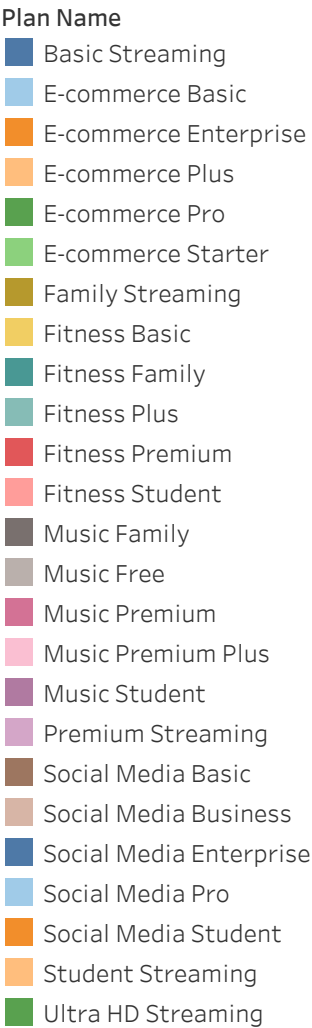 Plan Name
Basic Streaming
E-commerce Basic
E-commerce Enterprise
E-commerce Plus
E-commerce Pro
E-commerce Starter
Family Streaming
Fitness Basic
Fitness Family
Fitness Plus
Fitness Premium
Fitness Student
Music Family
Music Free
Music Premium
Music Premium Plus
Music Student
Premium Streaming
Social Media Basic
Social Media Business
Social Media Enterprise
Social Media Pro
Social Media Student
Student Streaming
Ultra HD Streaming